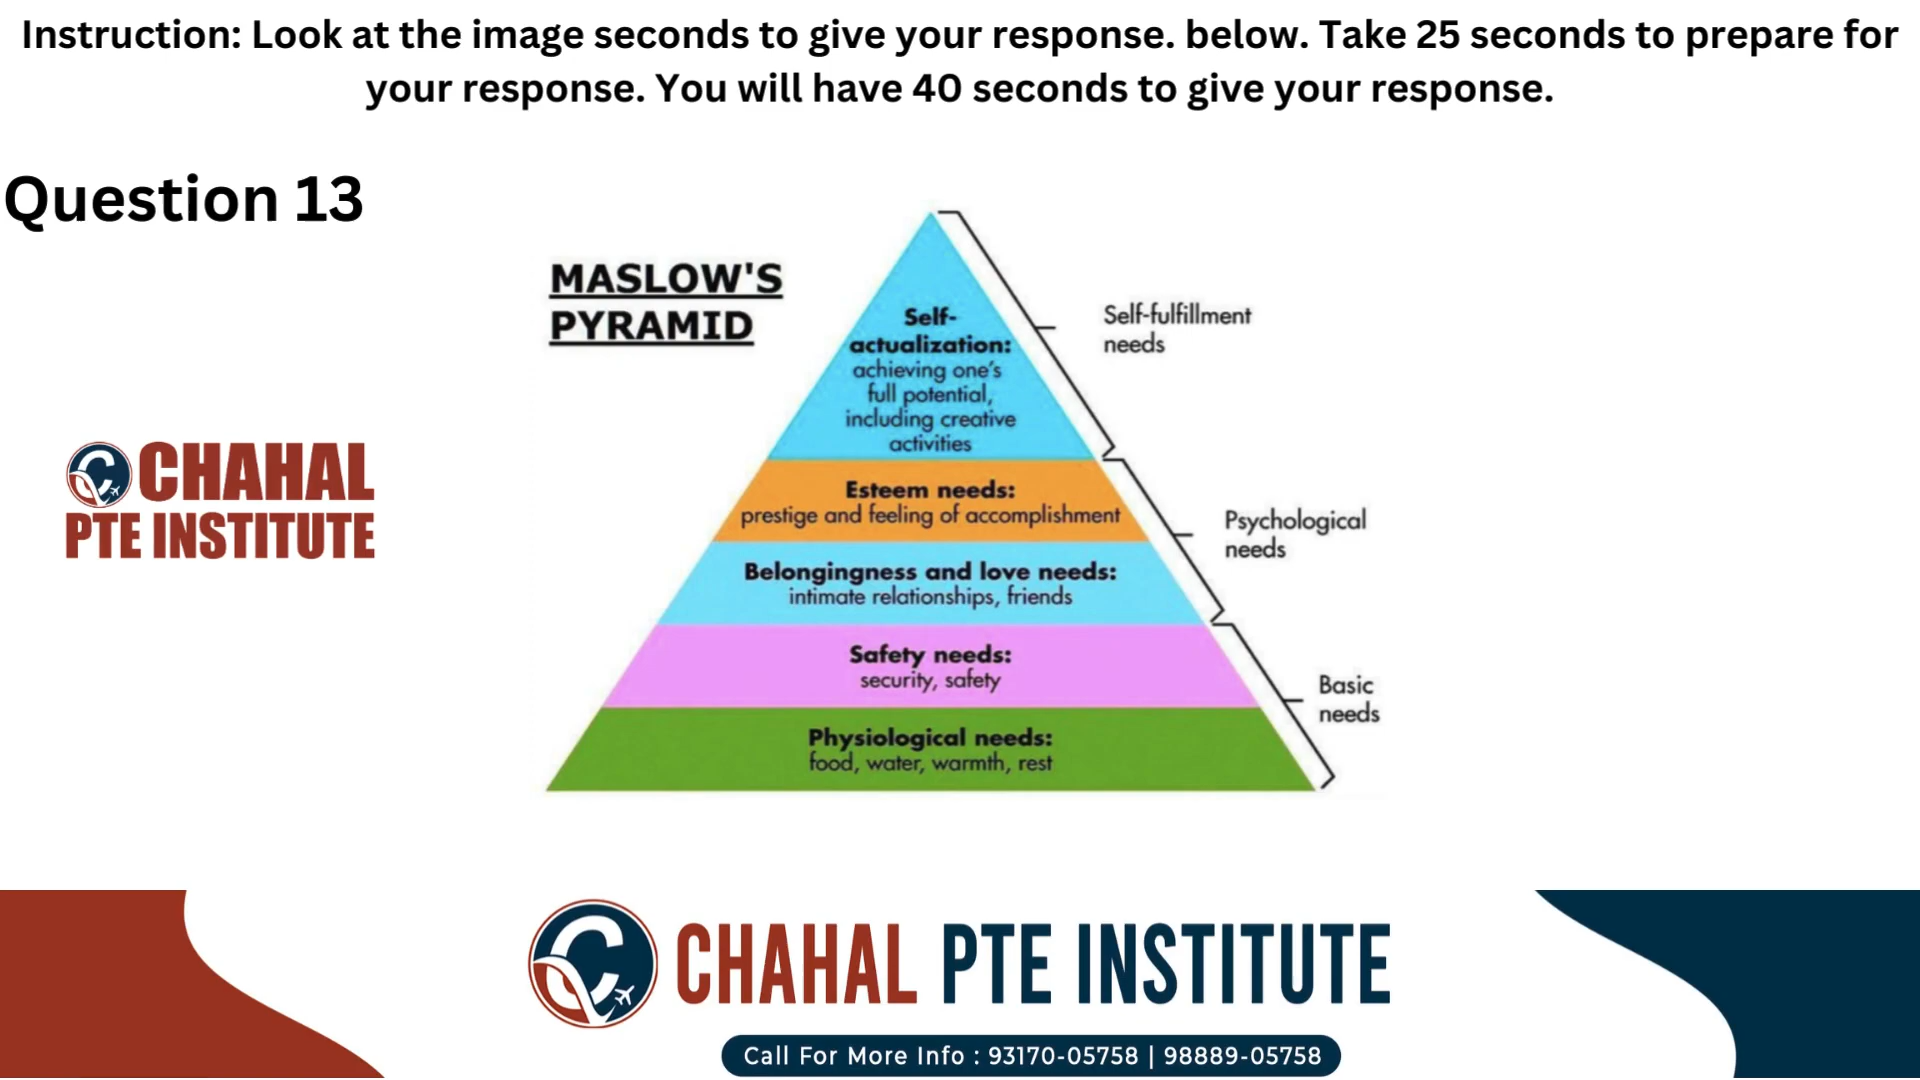 Instruction: Look at the image seconds to give your response. below. Take 25 seconds to prepare for
your response. You will have 40 seconds to give your response.
Question 13
MASLOW'S
PYRAMID
Self-
actualization:
achieving one's
full potential,
including creative
activities
Self-fulfillment
needs
Esteem needs:
prestige and feeling of accomplishment
Psychological
needs
Belongingness and love needs:
intimate relationships, friends
Safety needs:
security, safety
Basic
needs
Physiological needs:
food, water, warmth, rest
CHAHAL
PTE INSTITUTE
CHAHAL PTE INSTITUTE
Call For More Info : 93170-05758 | 98889-05758